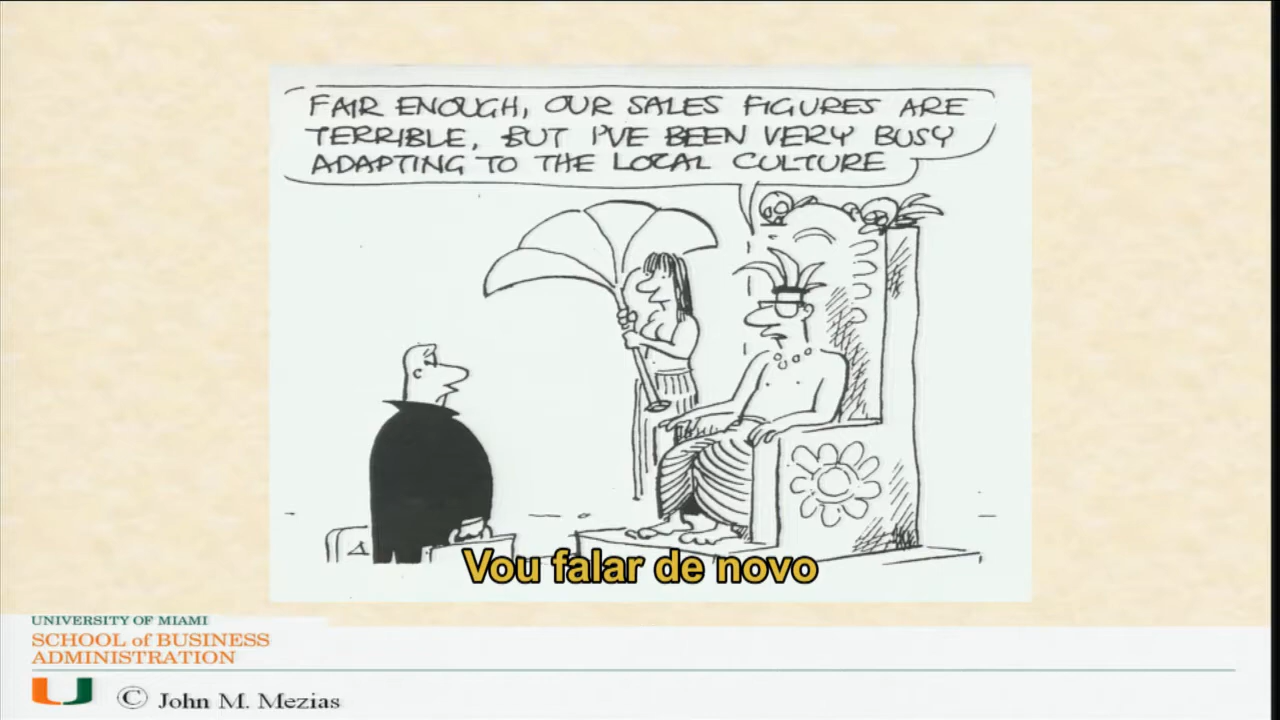 FAIR ENOUGH, OUR SALES FIGURES ARE
TERRIBLE, BUT I'VE BEEN VERY BUSY
ADAPTING TO THE LOCAL CULTURE
Vou falar de novo
UNIVERSITY OF MIAMI
SCHOOL of BUSINESS
ADMINISTRATION
© John M. Mezias